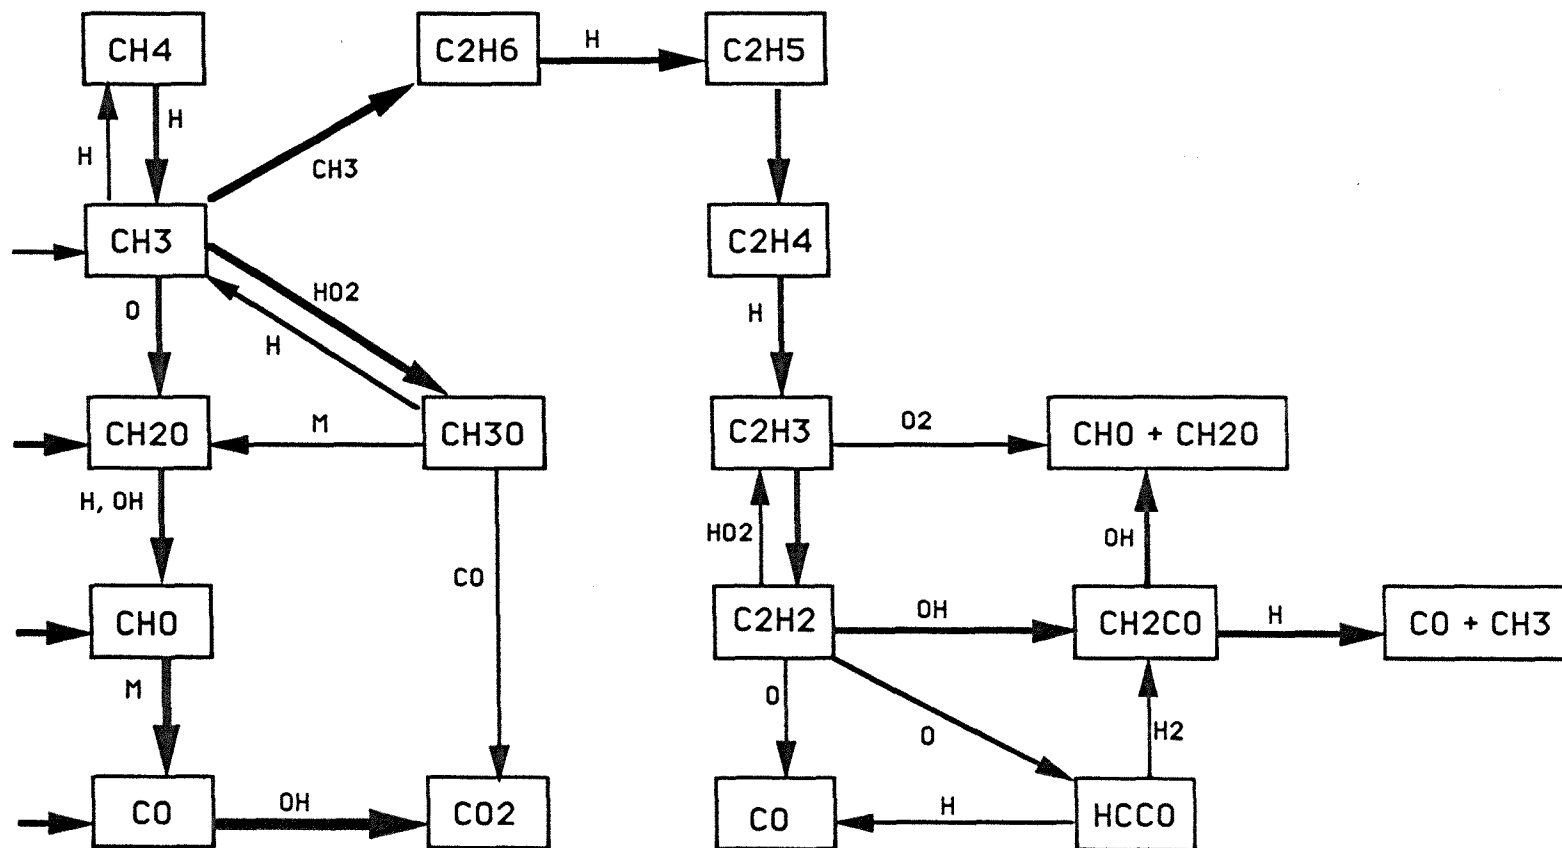 CH4
C2H6
H
C2H5
H
H
CH3
CH3
C2H4
HO2
O
H
H
CH2O
M
CH3O
C2H3
O2
CHO + CH2O
H, OH
HO2
OH
CO
CHO
C2H2
OH
CH2CO
H
CO + CH3
M
O
O
H2
CO
OH
CO2
CO
H
HCCO